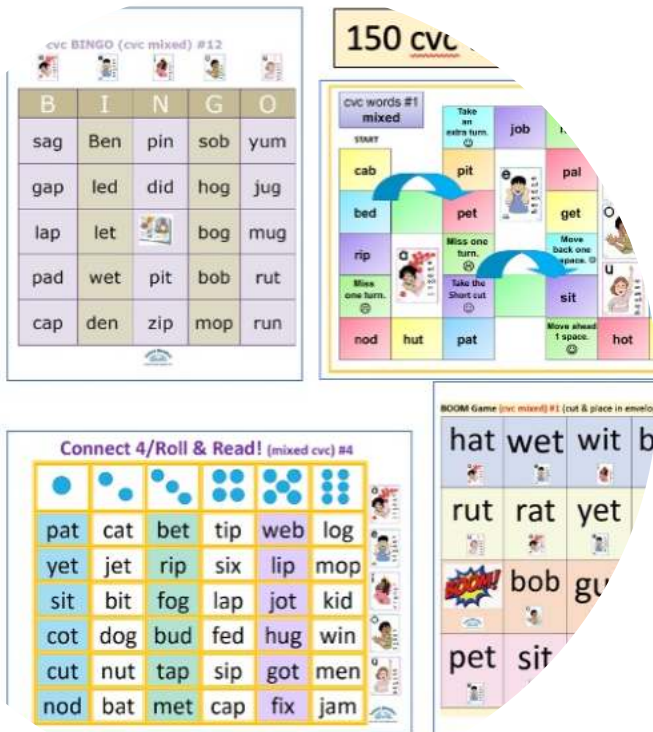 cvc BINGO (cvc mixed) #12
B I N G O
sag Ben pin sob yum
gap led did hog jug
lap let bog mug
pad wet pit bob rut
cap den zip mop run
150 cvc
cvc words #1
mixed
START
Take
an
extra turn.
job
cab
pit
pal
e
bed
pet
get
o
rip
a
Miss one
turn.
Move
back one
space.
u
Miss
one turn.
Take the
Short cut
sit
nod hut pat
Move ahead
1 space.
hot
Connect 4/Roll & Read! (mixed cvc) #4
pat cat bet tip web log
yet jet rip six lip mop
sit bit fog lap jot kid
cot dog bud fed hug win
cut nut tap sip got men
nod bat met cap fix jam
a
e
i
o
u
BOOM Game (cvc mixed) #1 (cut & place in envelo
hat wet wit b
rut rat yet
BOOM! bob gu
pet sit